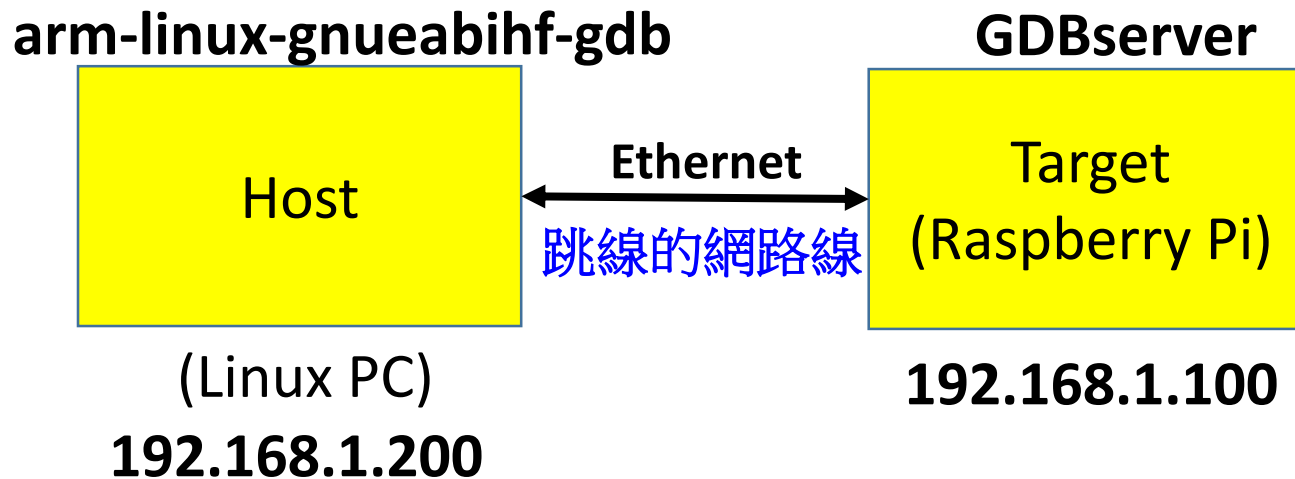 arm-linux-gnueabihf-gdb
GDBserver
Host
Ethernet
跳線的網路線
Target
(Raspberry Pi)
(Linux PC)
192.168.1.200
192.168.1.100